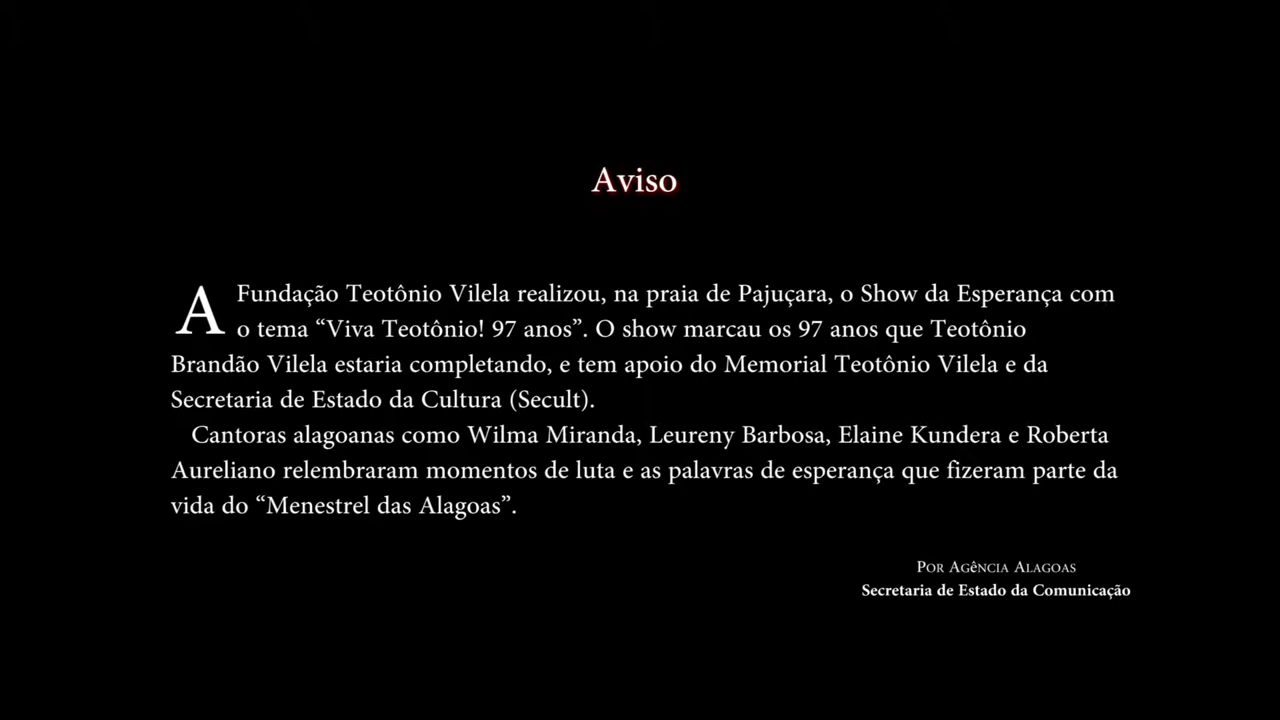 Aviso
A Fundação Teotônio Vilela realizou, na praia de Pajuçara, o Show da Esperança com
o tema “Viva Teotônio! 97 anos”. O show marcau os 97 anos que Teotônio
Brandão Vilela estaria completando, e tem apoio do Memorial Teotônio Vilela e da
Secretaria de Estado da Cultura (Secult).
Cantoras alagoanas como Wilma Miranda, Leureny Barbosa, Elaine Kundera e Roberta
Aureliano relembraram momentos de luta e as palavras de esperança que fizeram parte da
vida do “Menestrel das Alagoas”.
Por Agência Alagoas
Secretaria de Estado da Comunicação